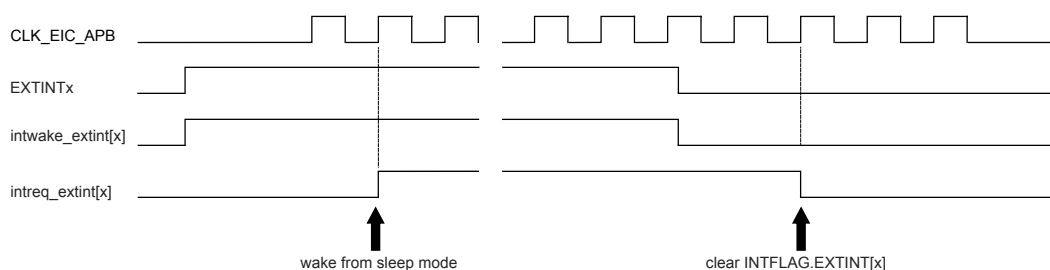 CLK_EIC_APB
EXTINTx
intwake_extint[x]
intreq_extint[x]
wake from sleep mode
clear INTFLAG.EXTINT[x]